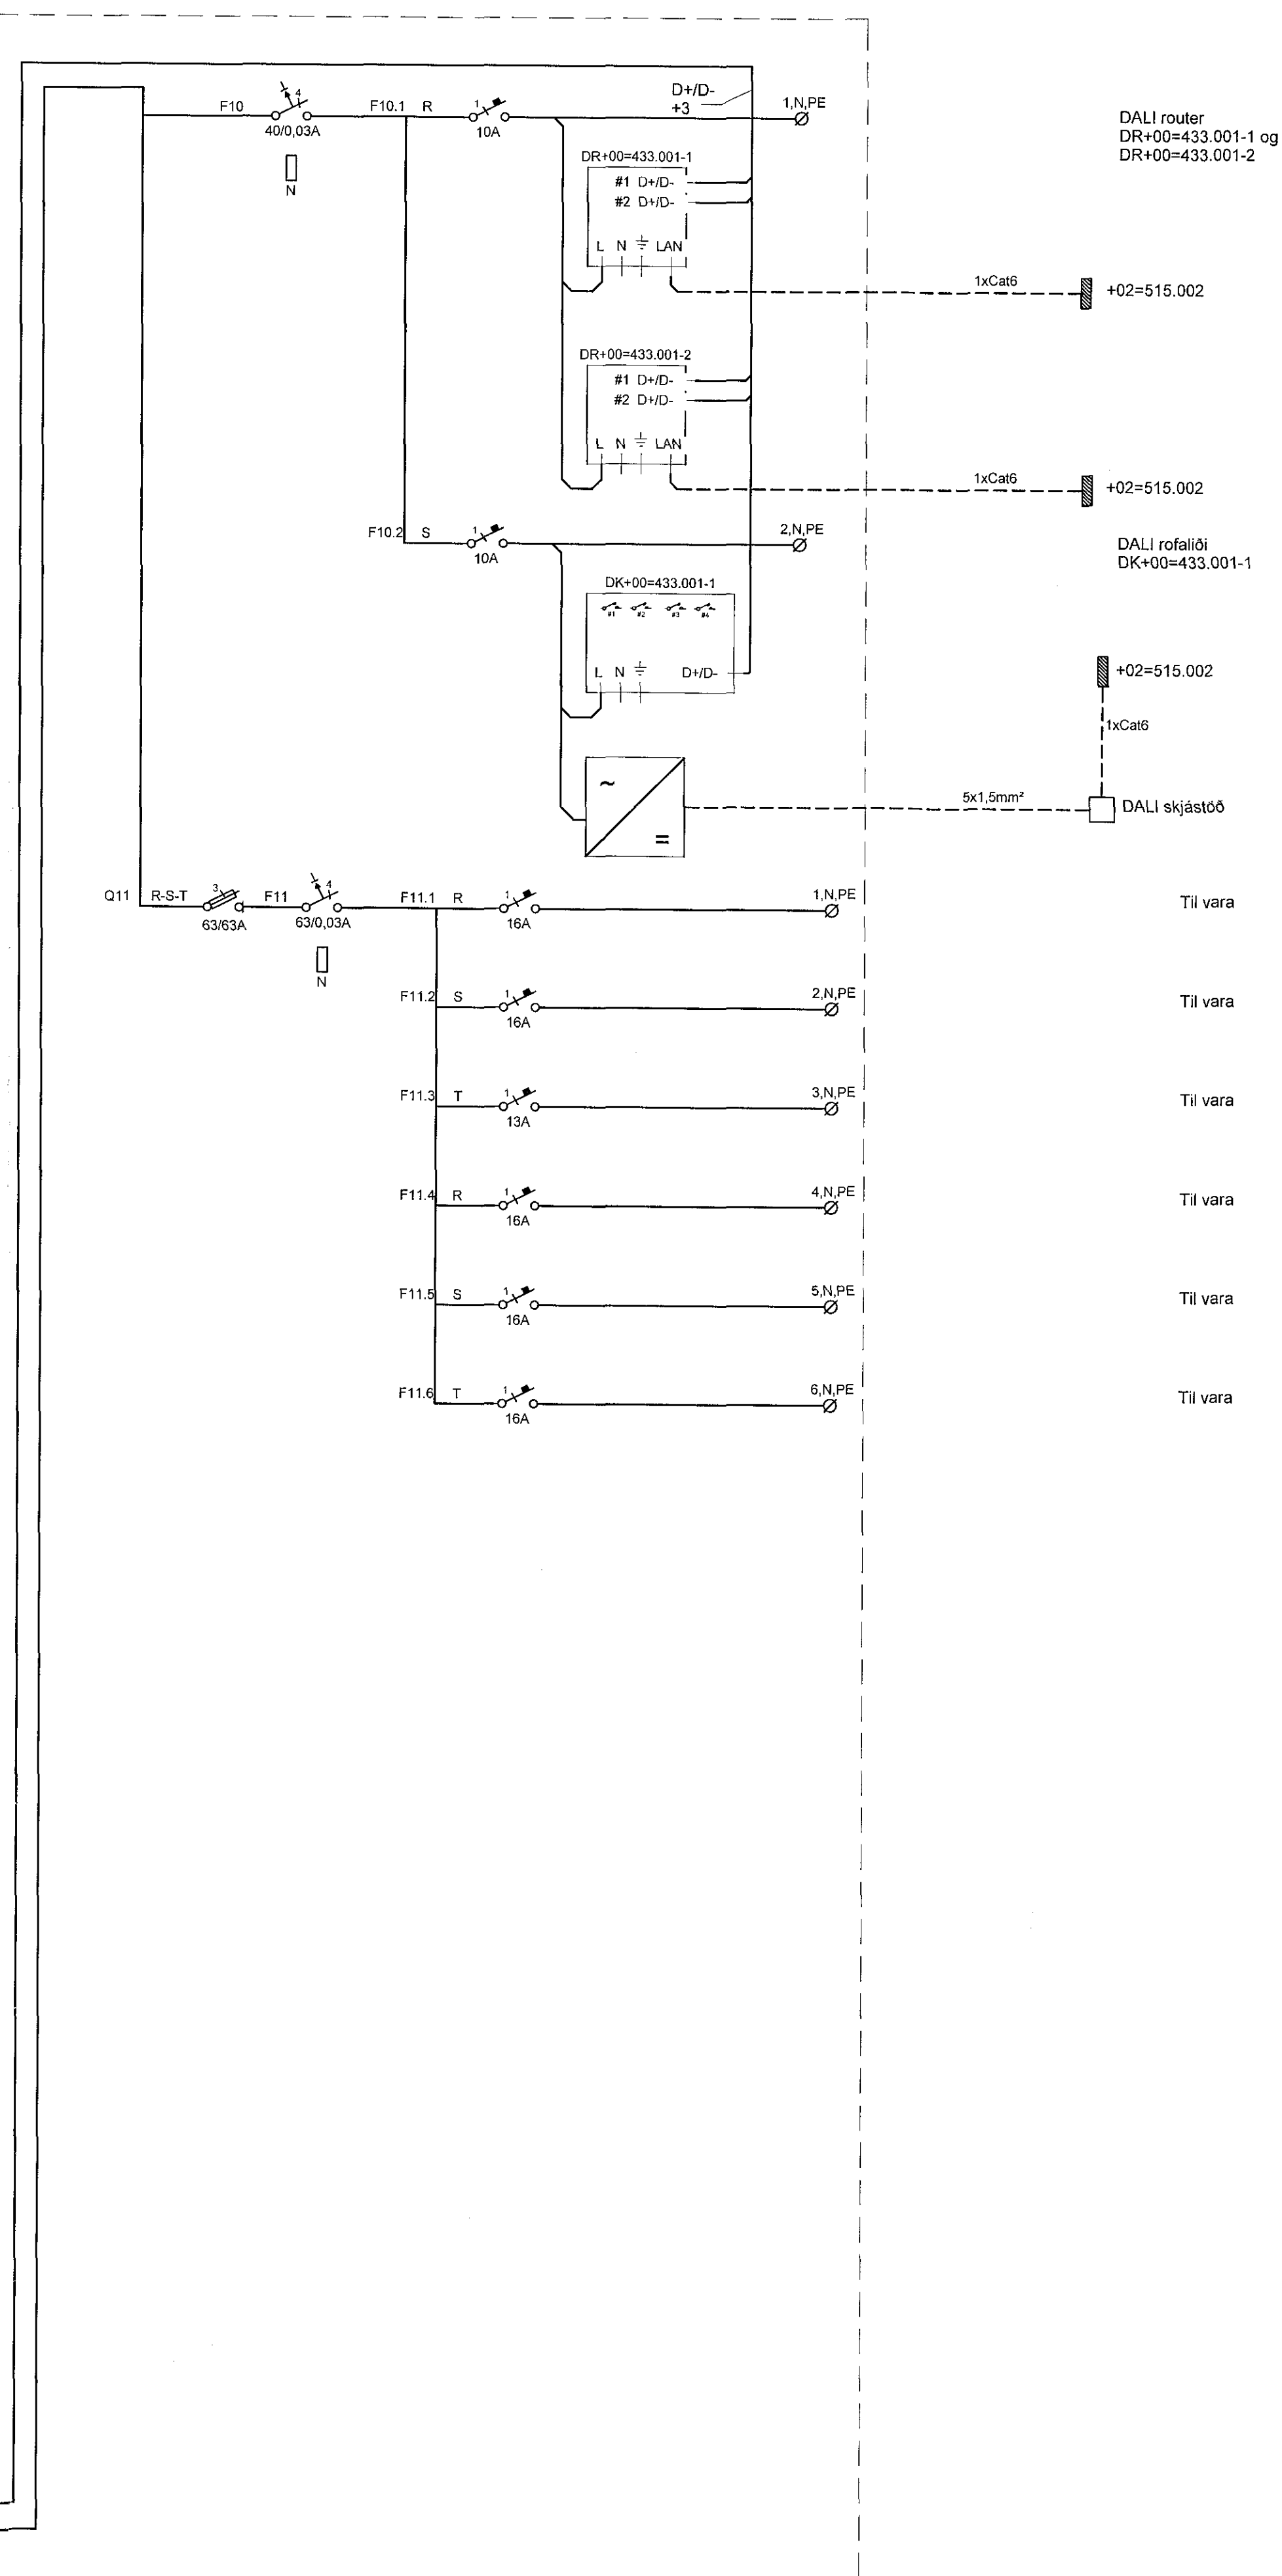 D+/D-
+3
F10
4
40/0,03A
N
F10.1 R
1
10A
1,N,PE
DALI router
DR+00=433.001-1 og
DR+00=433.001-2
DR+00=433.001-1
#1 D+/D-
#2 D+/D-
L N LAN
1xCat6
+02=515.002
DR+00=433.001-2
#1 D+/D-
#2 D+/D-
L N LAN
1xCat6
+02=515.002
F10.2 S
1
10A
2,N,PE
DALI rofaliði
DK+00=433.001-1
DK+00=433.001-1
#1 #2 #3 #4
L N D+/D-
+02=515.002
1xCat6
~
=
5x1,5mm²
DALI skjástöð
Q11 R-S-T
3
63/63A
F11
4
63/0,03A
N
F11.1 R
1
16A
1,N,PE
Til vara
F11.2 S
1
16A
2,N,PE
Til vara
F11.3 T
1
13A
3,N,PE
Til vara
F11.4 R
1
16A
4,N,PE
Til vara
F11.5 S
1
16A
5,N,PE
Til vara
F11.6 T
1
16A
6,N,PE
Til vara